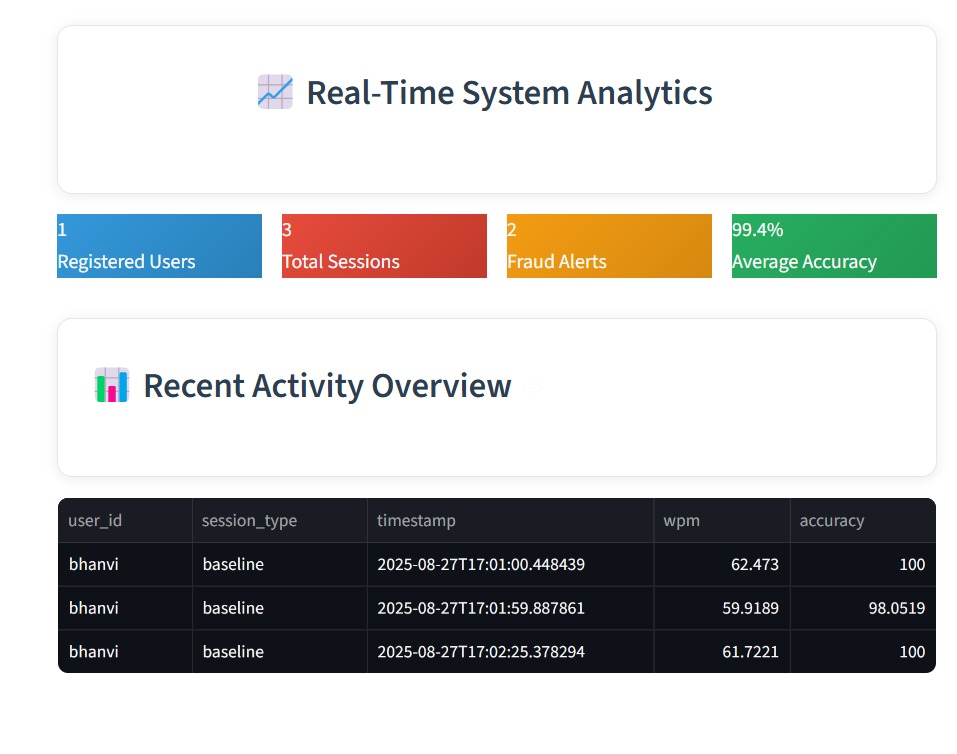 Real-Time System Analytics
1 3 2 99.4%
Registered Users Total Sessions Fraud Alerts Average Accuracy
Recent Activity Overview
user_id session_type timestamp wpm accuracy
bhanvi baseline 2025-08-27T17:01:00.448439 62.473 100
bhanvi baseline 2025-08-27T17:01:59.887861 59.9189 98.0519
bhanvi baseline 2025-08-27T17:02:25.378294 61.7221 100